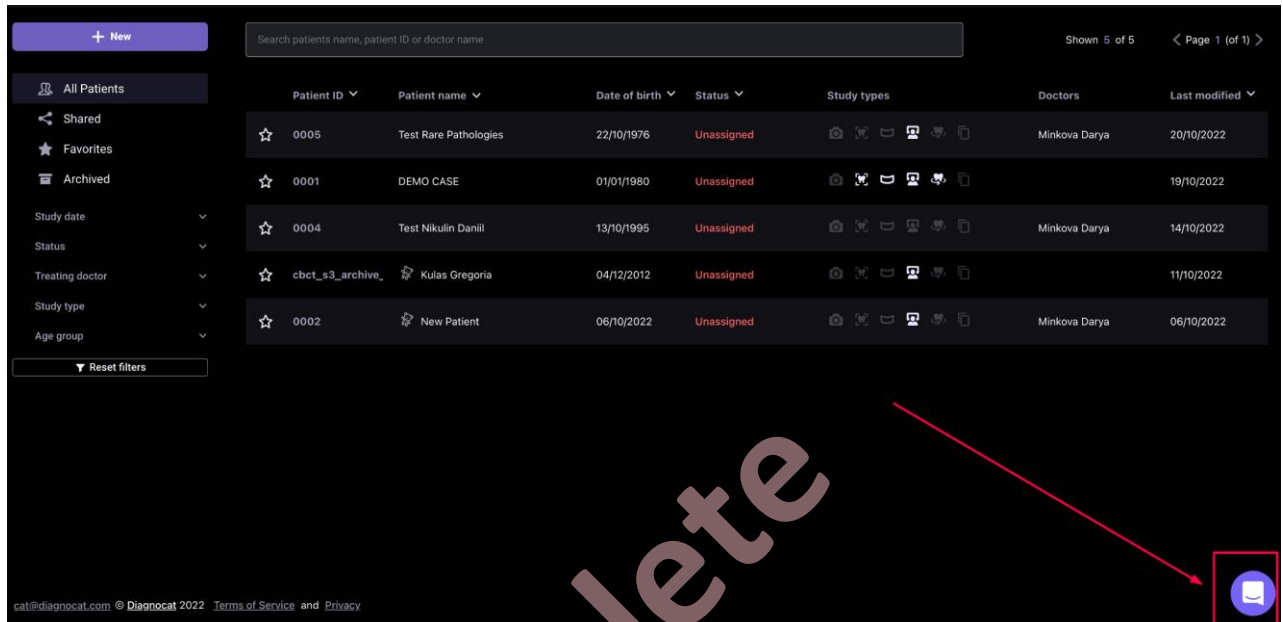 + New
Search patients name, patient ID or doctor name
Shown 5 of 5
Page 1 (of 1)
All Patients
Shared
Favorites
Archived
Study date
Status
Treating doctor
Study type
Age group
Reset filters
Patient ID Patient name Date of birth Status Study types Doctors Last modified
0005 Test Rare Pathologies 22/10/1976 Unassigned Minkova Darya 20/10/2022
0001 DEMO CASE 01/01/1980 Unassigned 19/10/2022
0004 Test Nikulin Daniil 13/10/1995 Unassigned Minkova Darya 14/10/2022
cbct_s3_archive_ Kulas Gregoria 04/12/2012 Unassigned 11/10/2022
0002 New Patient 06/10/2022 Unassigned Minkova Darya 06/10/2022
lete
cat@diagnocat.com © Diagnocat 2022 Terms of Service and Privacy